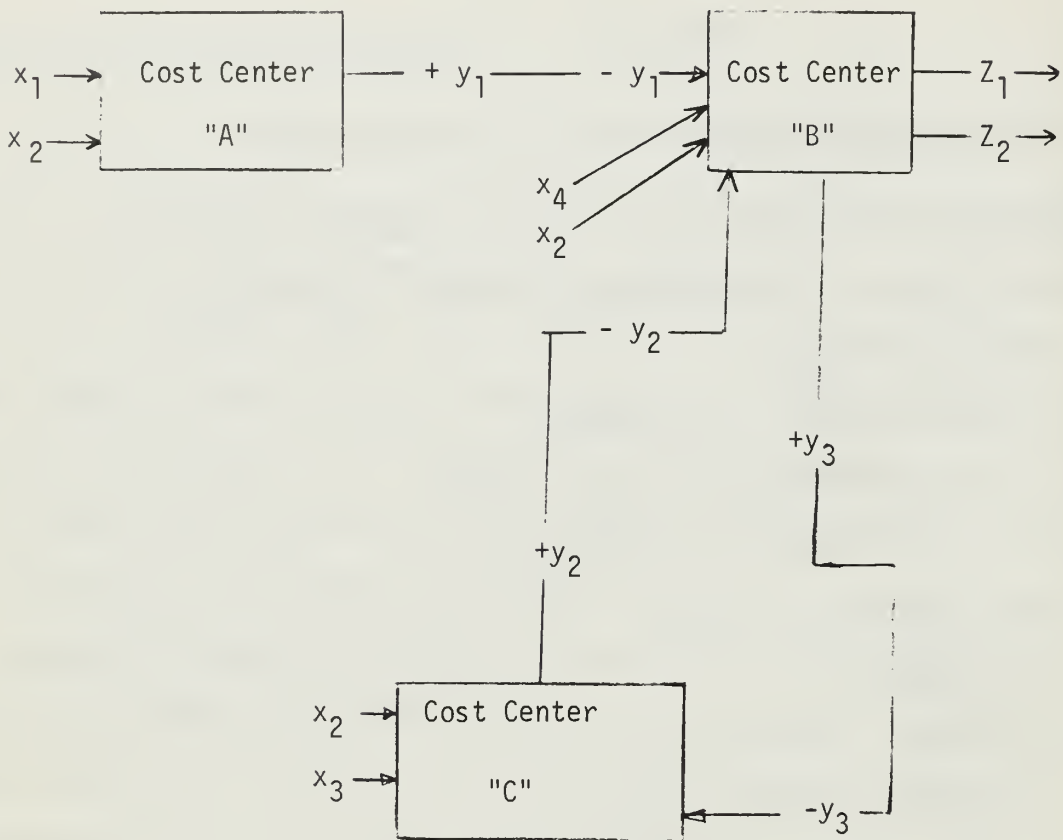 x₁ Cost Center + y₁ - y₁ Cost Center Z₁
x₂ "A" "B" Z₂
x₄
x₂
- y₂
+y₃
+y₂
x₂ Cost Center
x₃ "C"
-y₃